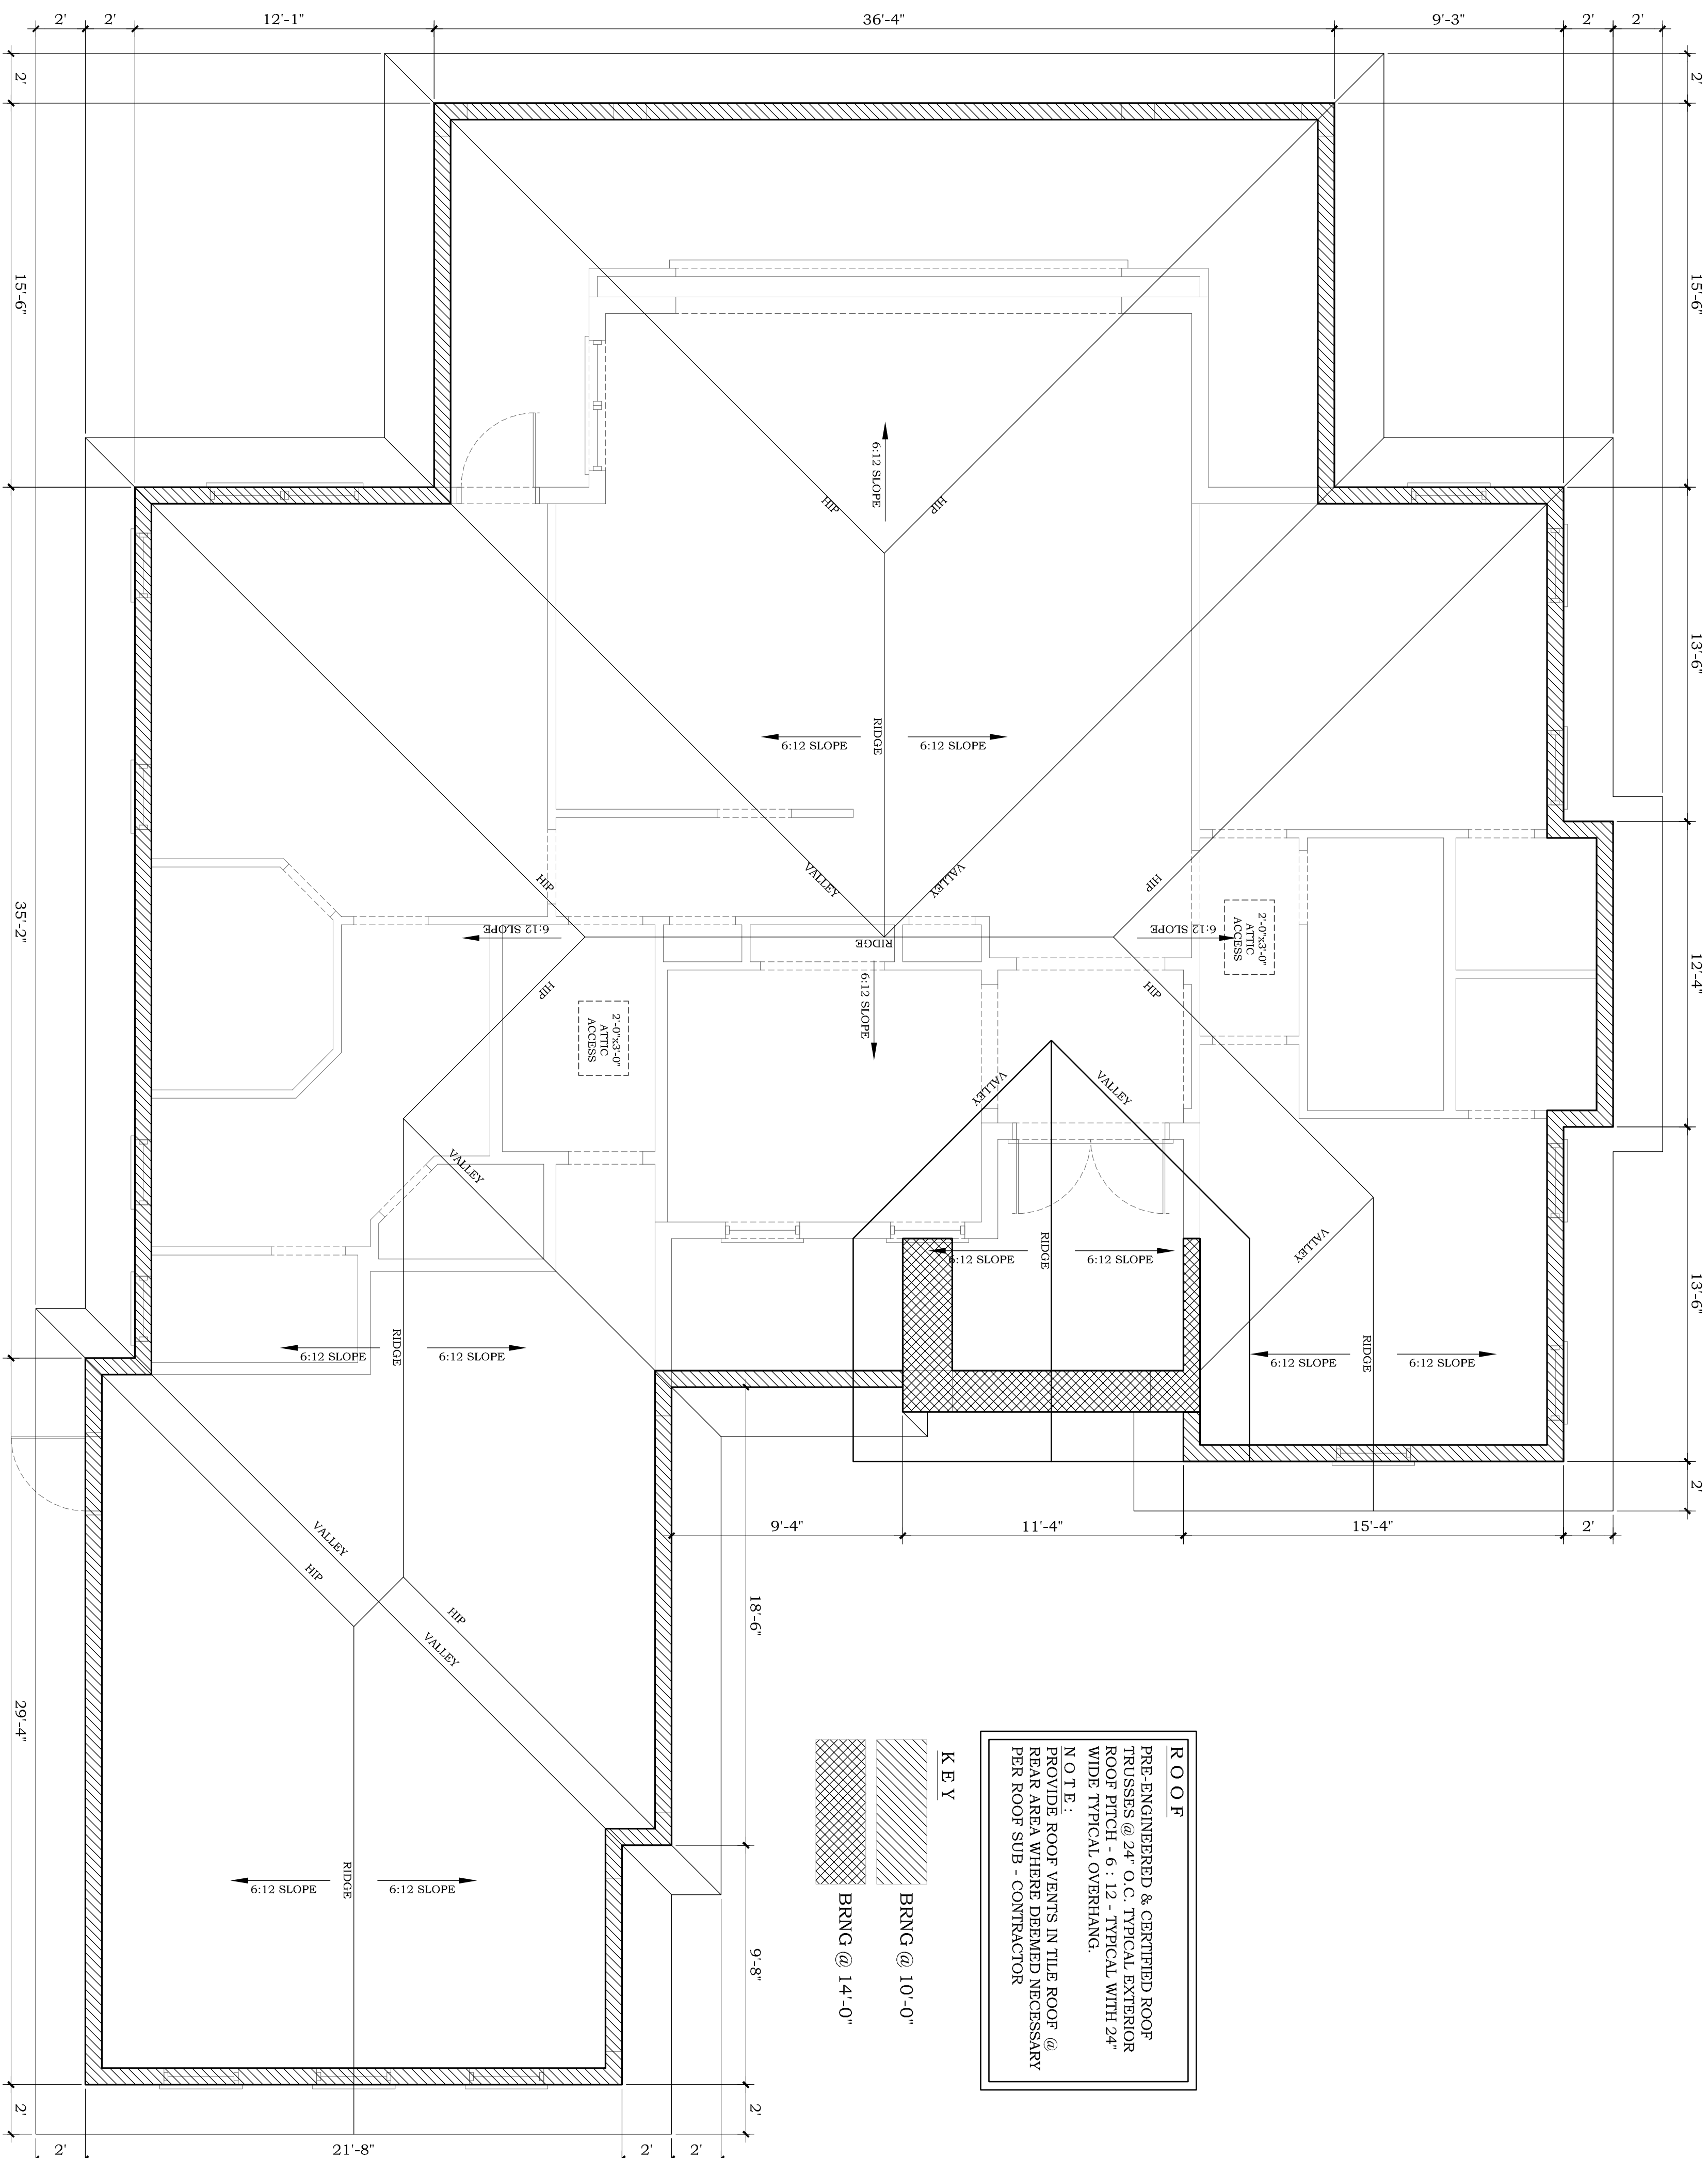 2'
2'
12'-1"
36'-4"
9'-3"
2'
2'
2'
2'
15'-6"
15'-6"
6:12 SLOPE
HIP
HIP
13'-6"
RIDGE
6:12 SLOPE
6:12 SLOPE
HIP
VALLEY
VALLEY
HIP
35'-2"
6:12 SLOPE
RIDGE
6:12 SLOPE
2'-0"x3'-0"
ATTIC
ACCESS
12'-4"
HIP
6:12 SLOPE
HIP
2'-0"x3'-0"
ATTIC
ACCESS
VALLEY
VALLEY
VALLEY
6:12 SLOPE
RIDGE
6:12 SLOPE
VALLEY
13'-6"
6:12 SLOPE
RIDGE
6:12 SLOPE
6:12 SLOPE
RIDGE
6:12 SLOPE
2'
9'-4"
11'-4"
15'-4"
2'
VALLEY
HIP
HIP
VALLEY
18'-6"
29'-4"
6:12 SLOPE
RIDGE
6:12 SLOPE
9'-8"
KEY
BRNG @ 10'-0"
BRNG @ 14'-0"
ROOF
PRE-ENGINEERED & CERTIFIED ROOF
TRUSSES @ 24" O.C. TYPICAL EXTERIOR
ROOF PITCH - 6 : 12 - TYPICAL WITH 24"
WIDE TYPICAL OVERHANG.
NOTE:
PROVIDE ROOF VENTS IN TILE ROOF @
REAR AREA WHERE DEEMED NECESSARY
PER ROOF SUB - CONTRACTOR
2'
2'
2'
21'-8"
2'
2'